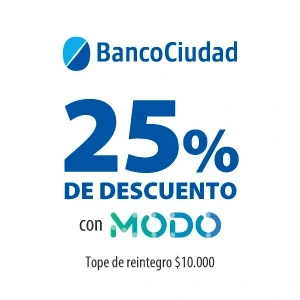 BancoCiudad
25%
DE DESCUENTO
con MODO
Tope de reintegro $10.000